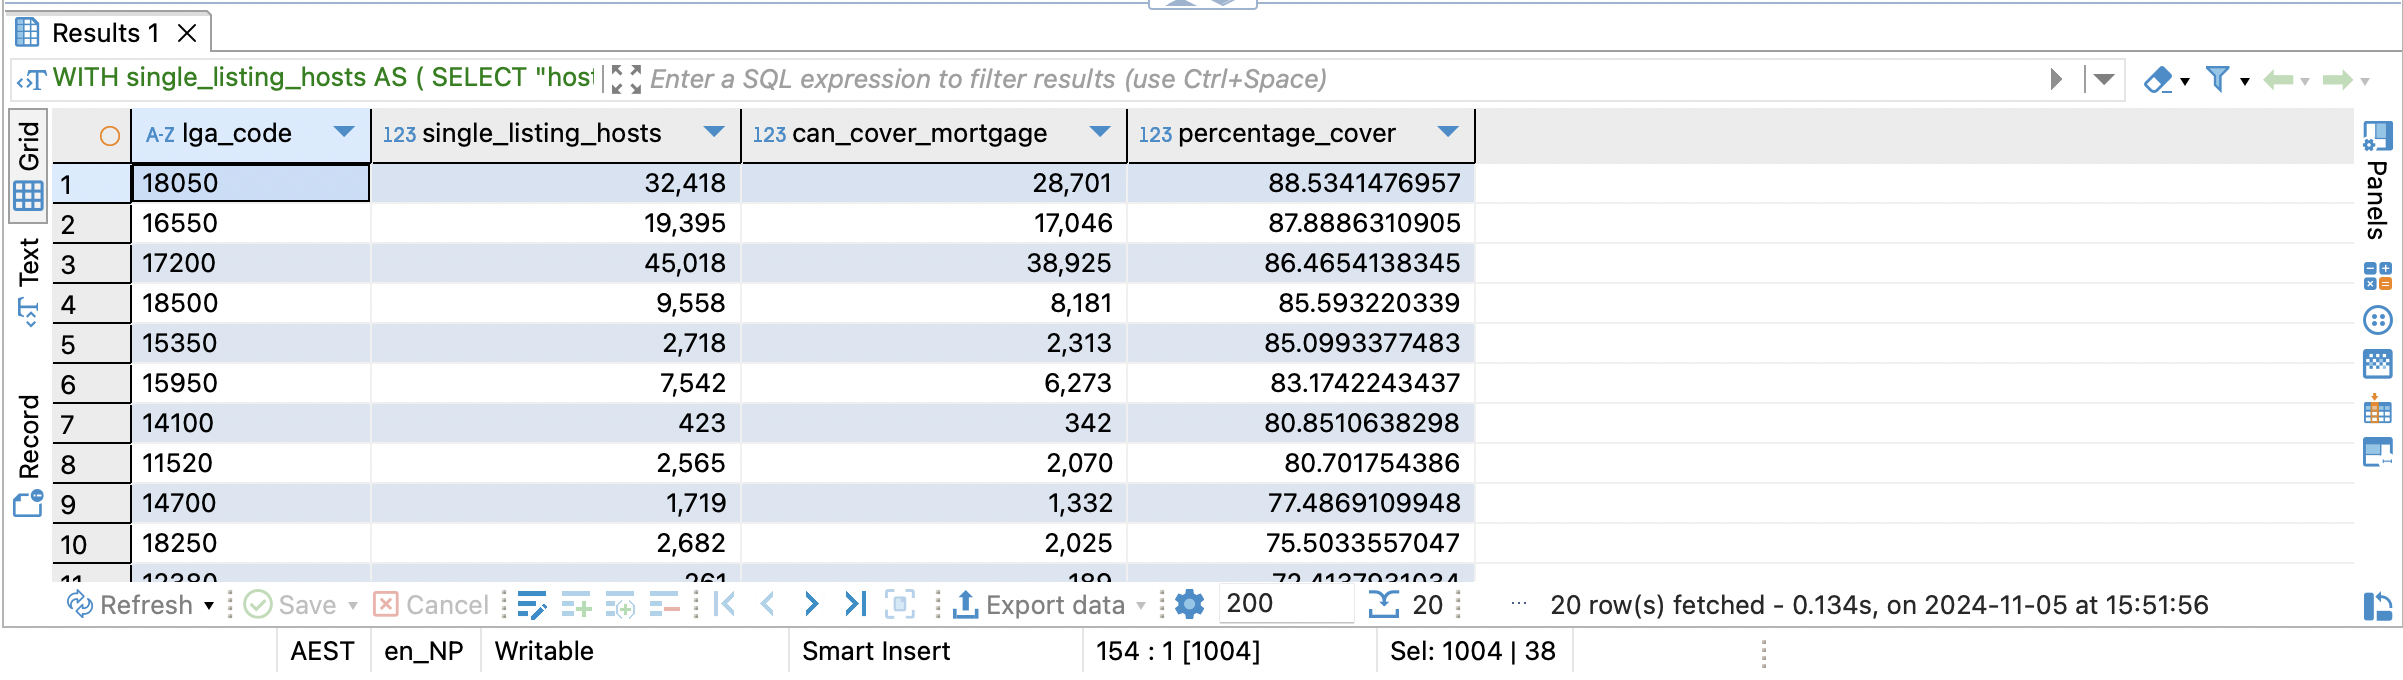 Results 1
WITH single_listing_hosts AS ( SELECT "host Enter a SQL expression to filter results (use Ctrl+Space)
Grid
Text
Record
Panels
A-Z lga_code 123 single_listing_hosts 123 can_cover_mortgage 123 percentage_cover
1 18050 32,418 28,701 88.5341476957
2 16550 19,395 17,046 87.8886310905
3 17200 45,018 38,925 86.4654138345
4 18500 9,558 8,181 85.593220339
5 15350 2,718 2,313 85.0993377483
6 15950 7,542 6,273 83.1742243437
7 14100 423 342 80.8510638298
8 11520 2,565 2,070 80.701754386
9 14700 1,719 1,332 77.4869109948
10 18250 2,682 2,025 75.5033557047
11 12380 261 189 72.4137931034
Refresh Save Cancel Export data 200 20 ... 20 row(s) fetched - 0.134s, on 2024-11-05 at 15:51:56
AEST en_NP Writable Smart Insert 154 : 1 [1004] Sel: 1004 | 38